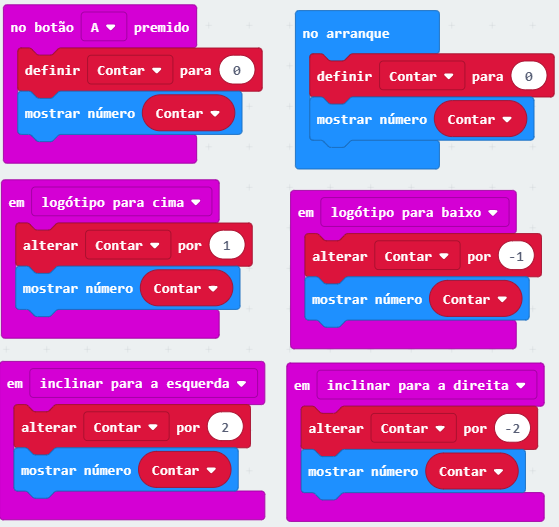 no botão A premido
definir Contar para 0
mostrar número Contar
no arranque
definir Contar para 0
mostrar número Contar
em logótipo para cima
alterar Contar por 1
mostrar número Contar
em logótipo para baixo
alterar Contar por -1
mostrar número Contar
em inclinar para a esquerda
alterar Contar por 2
mostrar número Contar
em inclinar para a direita
alterar Contar por -2
mostrar número Contar